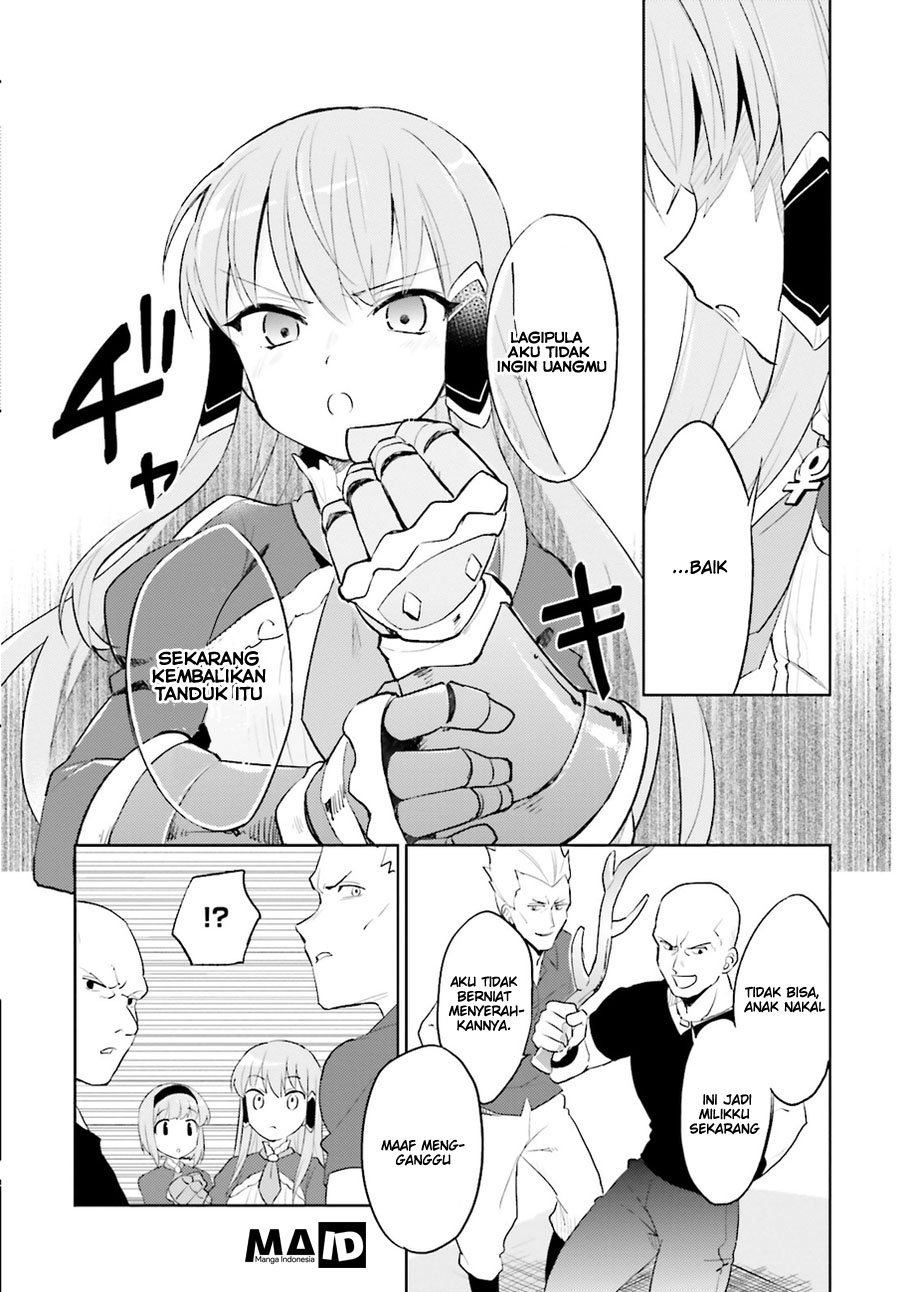 ...BAIK
LAGIPULA
AKU TIDAK
INGIN UANGMU
ギャキ
SEKARANG
KEMBALIKAN
TANDUK ITU
TIDAK BISA,
ANAK NAKAL
INI JADI
MILIKKU
SEKARANG
AKU TIDAK
BERNIAT
MENYERAH-
KANNYA.
MAAF MENG-
GANGGU
!?
MAID
Manga Indonesia